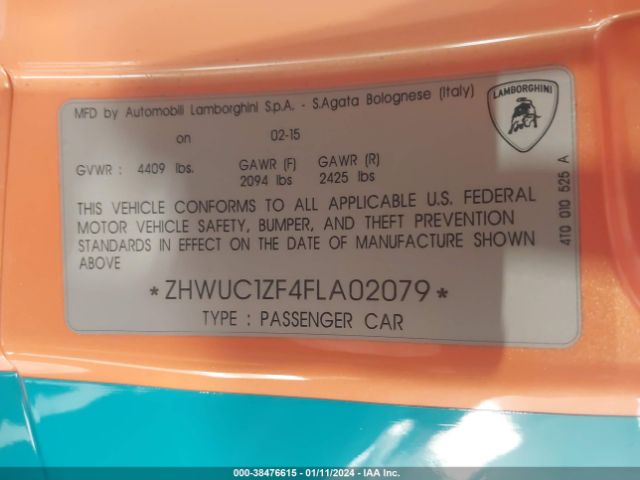 MFD by Automobili Lamborghini S.p.A. - S.Agata Bolognese (Italy)
LAMBORGHINI
on 02-15
GVWR : 4409 lbs. GAWR (F) GAWR (R)
2094 lbs 2425 lbs
THIS VEHICLE CONFORMS TO ALL APPLICABLE U.S. FEDERAL
MOTOR VEHICLE SAFETY, BUMPER, AND THEFT PREVENTION
STANDARDS IN EFFECT ON THE DATE OF MANUFACTURE SHOWN
ABOVE
*ZHWUC1ZF4FLA02079*
TYPE : PASSENGER CAR
4T0 010 525 A
000-38476615 - 01/11/2024 - IAA Inc.